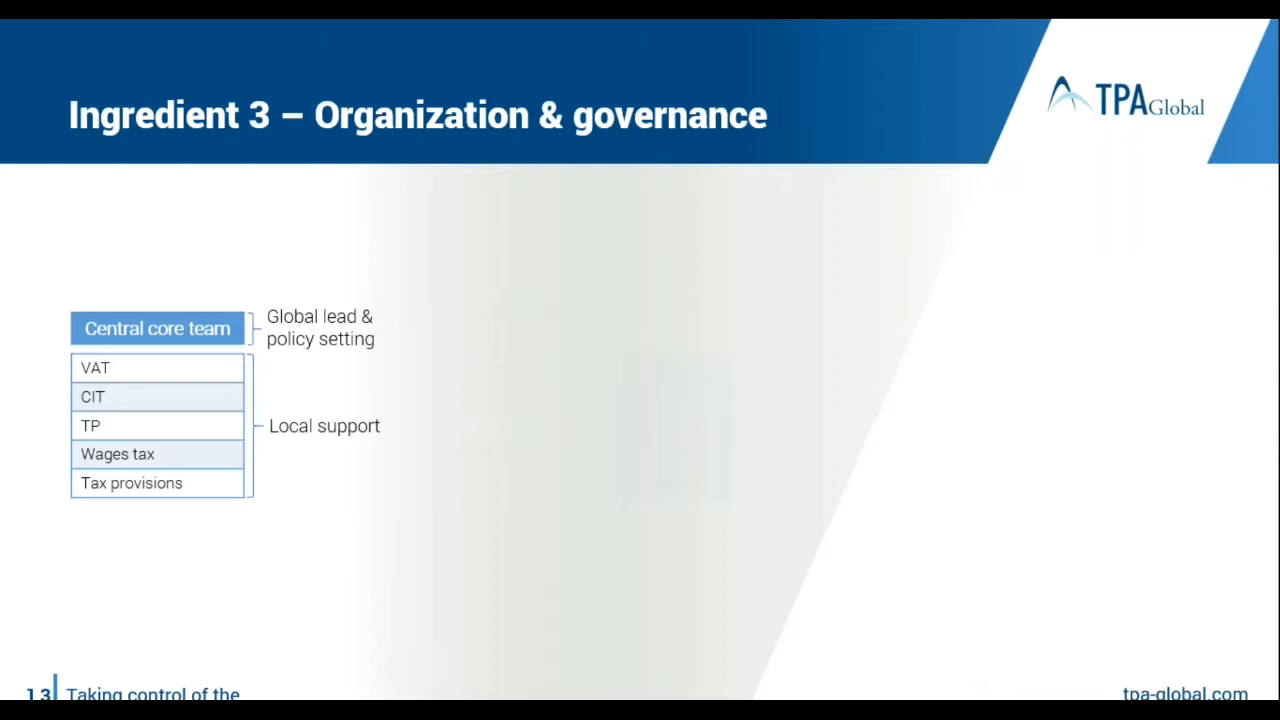 Ingredient 3 – Organization & governance
TPA Global
Central core team
Global lead &
policy setting
VAT
CIT
TP
Wages tax
Tax provisions
Local support
13
Taking control of the
tpa-global.com